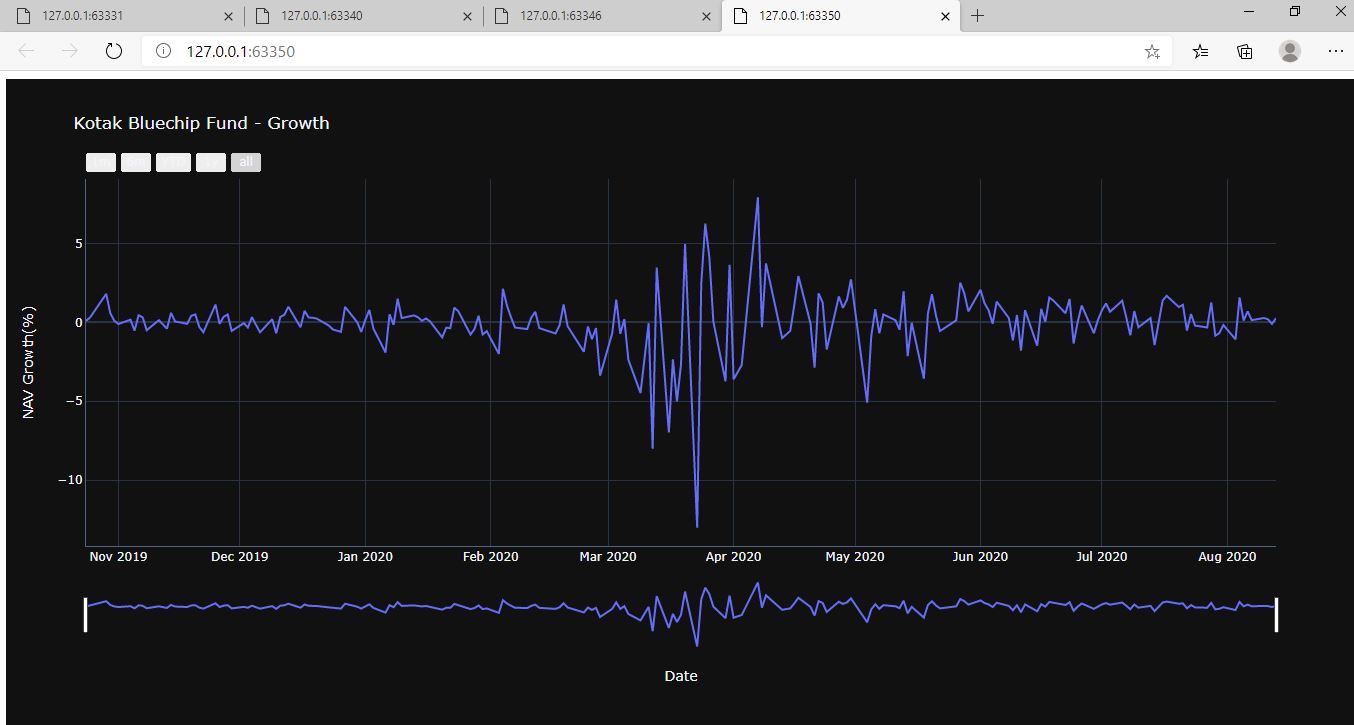 127.0.0.1:63331 127.0.0.1:63340 127.0.0.1:63346 127.0.0.1:63350
127.0.0.1:63350
Kotak Bluechip Fund - Growth
1m 6m YTD 1y all
NAV Growth(%)
5
0
−5
−10
Nov 2019 Dec 2019 Jan 2020 Feb 2020 Mar 2020 Apr 2020 May 2020 Jun 2020 Jul 2020 Aug 2020
Date